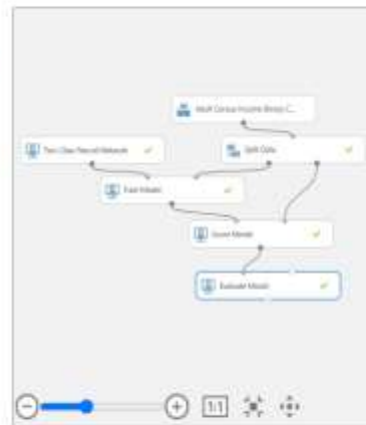 Adult Census Income Binary C...
Two-Class Neural Network
Split Data
Train Model
Score Model
Evaluate Model
1:1